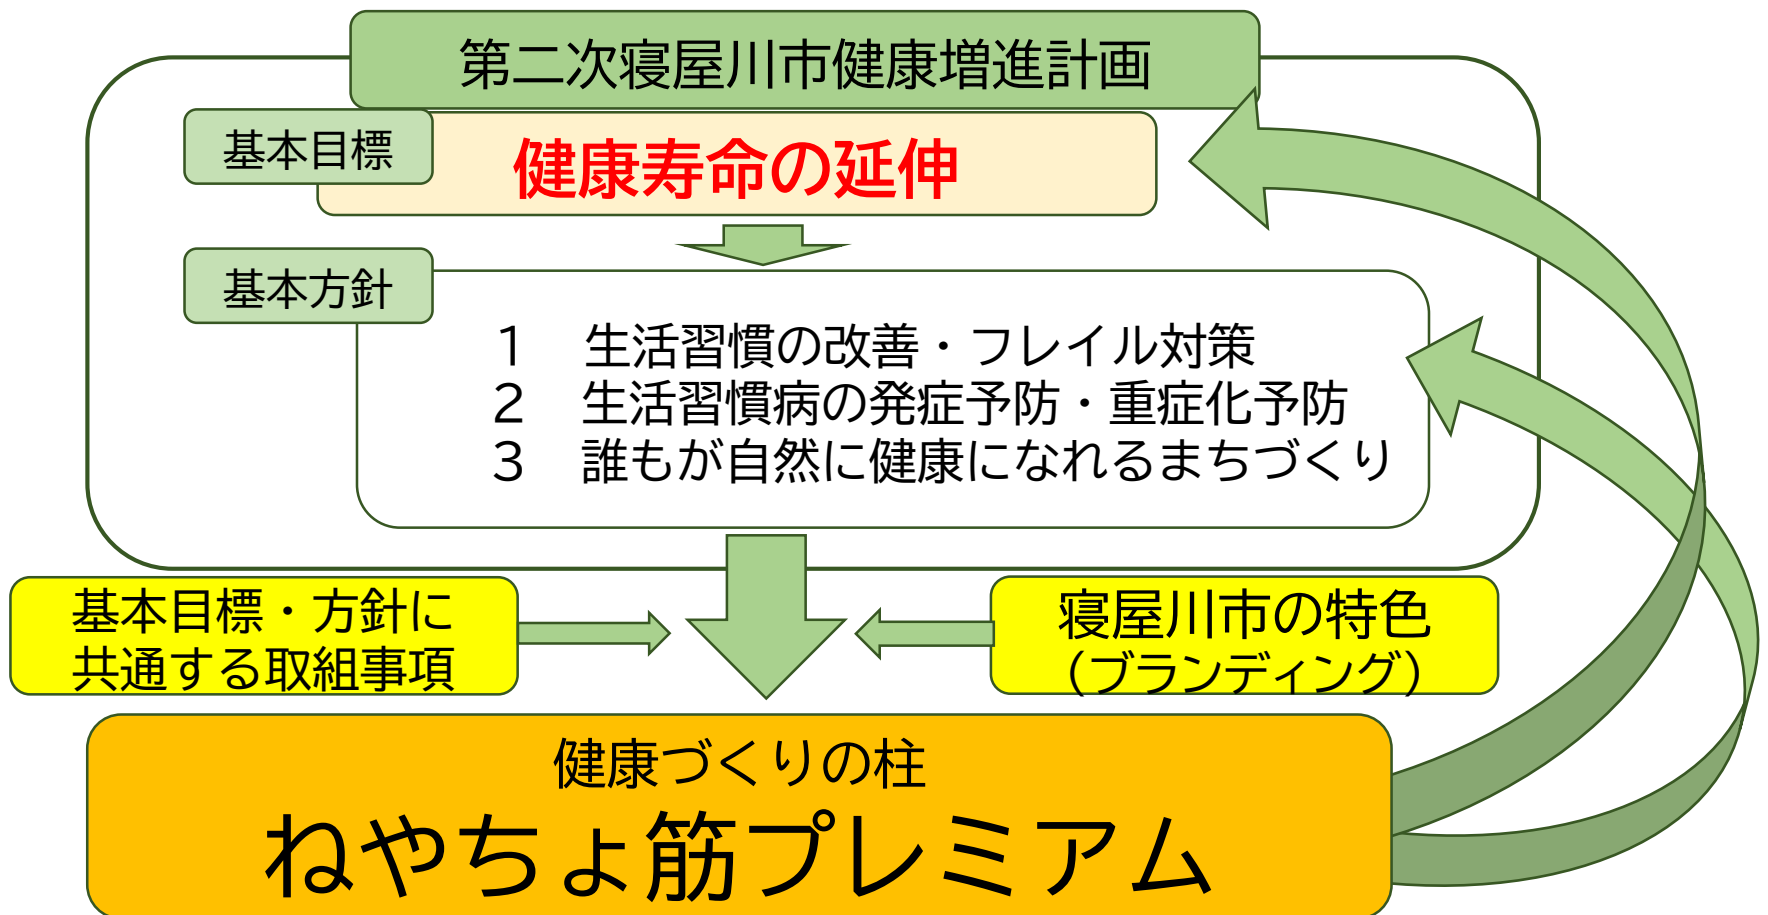 第二次寝屋川市健康増進計画
基本目標
健康寿命の延伸
基本方針
１　生活習慣の改善・フレイル対策
２　生活習慣病の発症予防・重症化予防
３　誰もが自然に健康になれるまちづくり
基本目標・方針に
共通する取組事項
寝屋川市の特色
（ブランディング）
健康づくりの柱
ねやちょ筋プレミアム